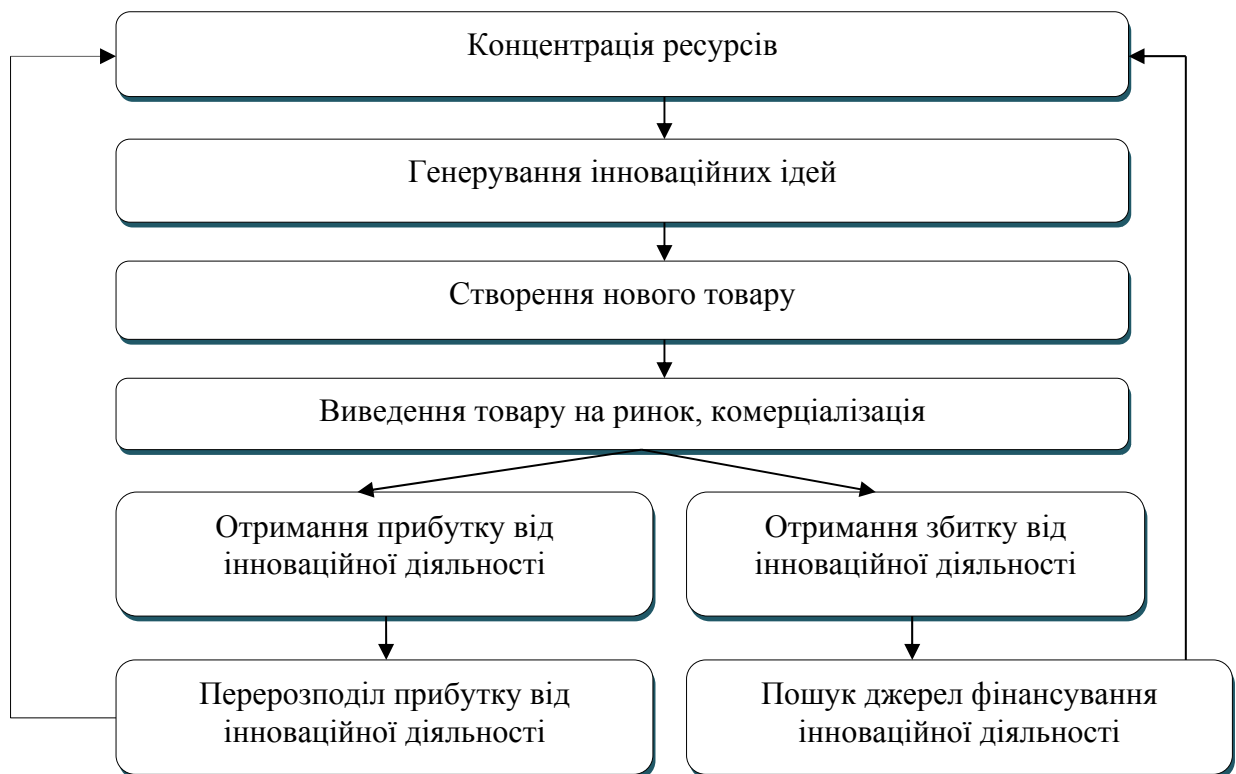 Концентрація ресурсів
Генерування інноваційних ідей
Створення нового товару
Виведення товару на ринок, комерціалізація
Отримання прибутку від
інноваційної діяльності
Отримання збитку від
інноваційної діяльності
Перерозподіл прибутку від
інноваційної діяльності
Пошук джерел фінансування
інноваційної діяльності